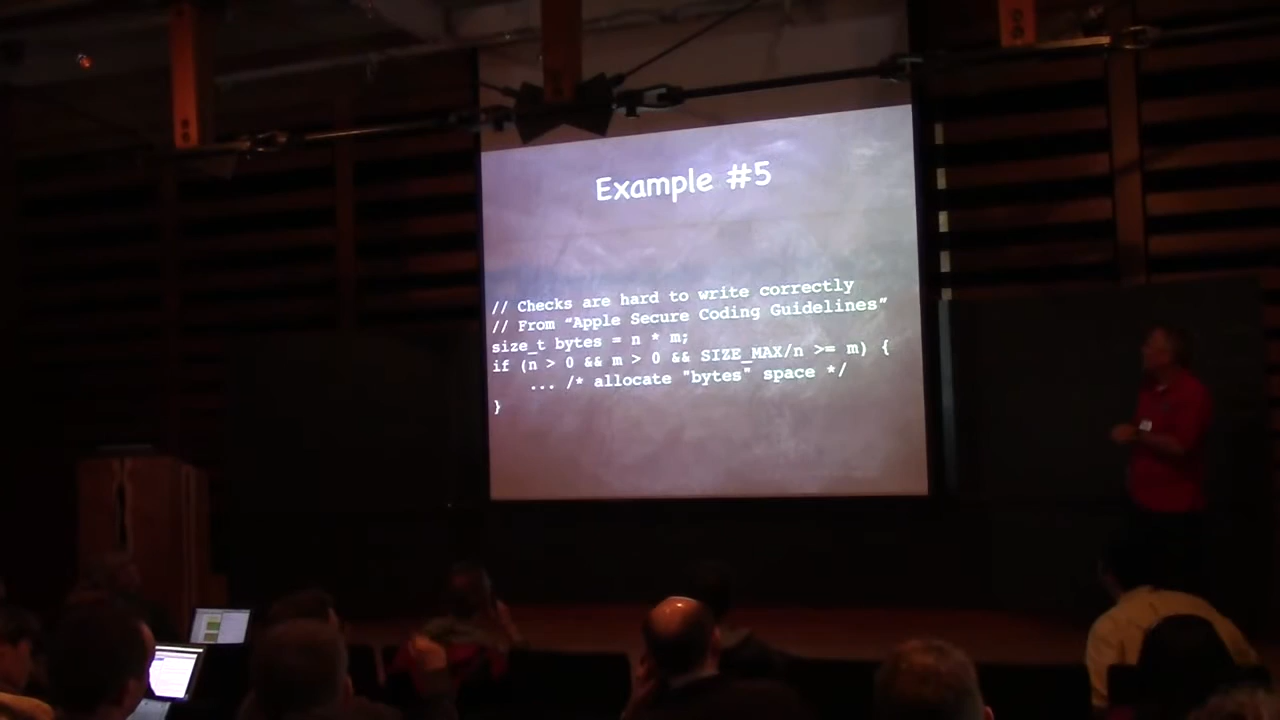 Example #5
// Checks are hard to write correctly
// From “Apple Secure Coding Guidelines”
size_t bytes = n * m;
if (n > 0 && m > 0 && SIZE_MAX/n >= m) {
... /* allocate "bytes" space */
}